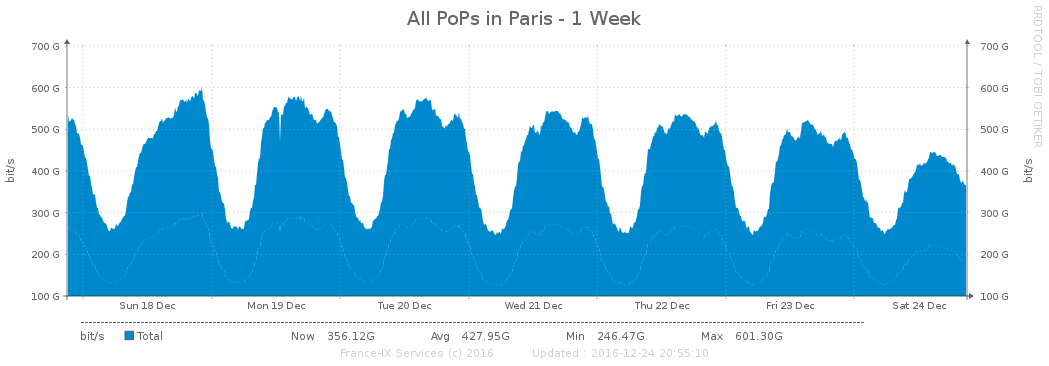 All PoPs in Paris - 1 Week
RRDTOOL / TOBI OETIKER
bit/s
700 G
600 G
500 G
400 G
300 G
200 G
100 G
700 G
600 G
500 G
400 G
300 G
200 G
100 G
bit/s
Sun 18 Dec Mon 19 Dec Tue 20 Dec Wed 21 Dec Thu 22 Dec Fri 23 Dec Sat 24 Dec
bit/s Total Now 356.12G Avg 427.95G Min 246.47G Max 601.30G
France-IX Services (c) 2016 Updated : 2016-12-24 20:55:10